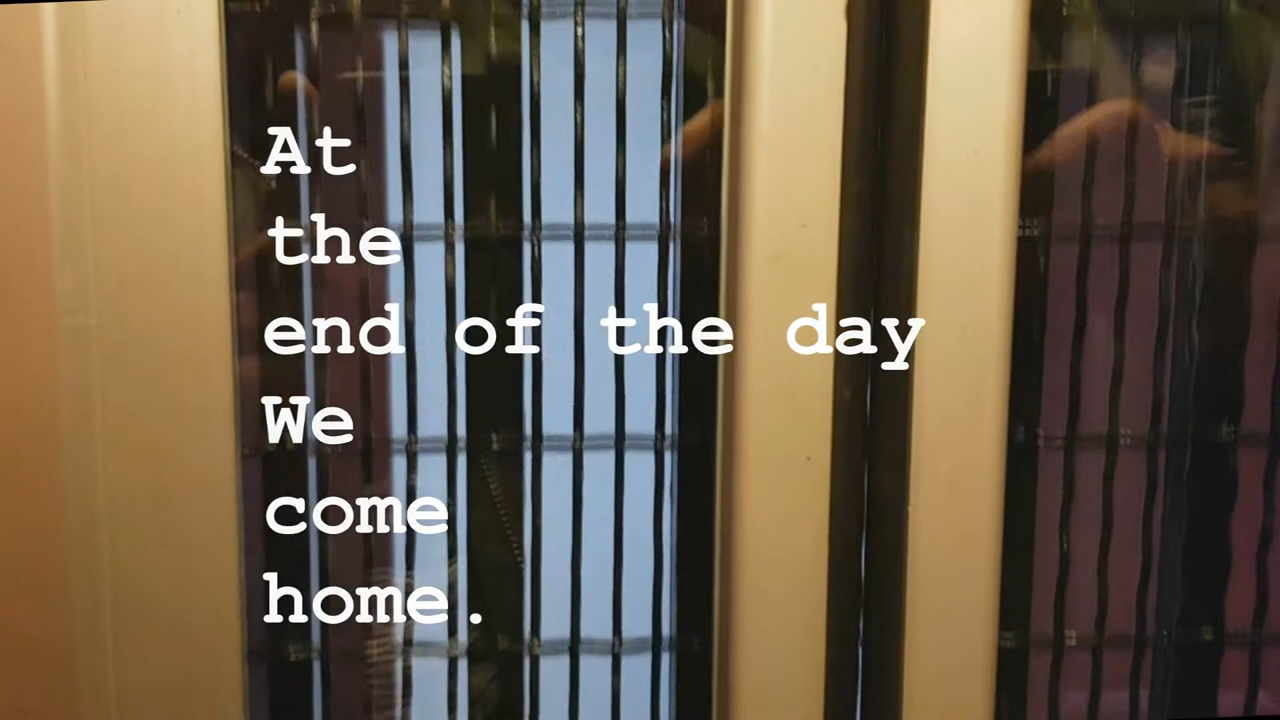 At
the
end of the day
We
come
home.